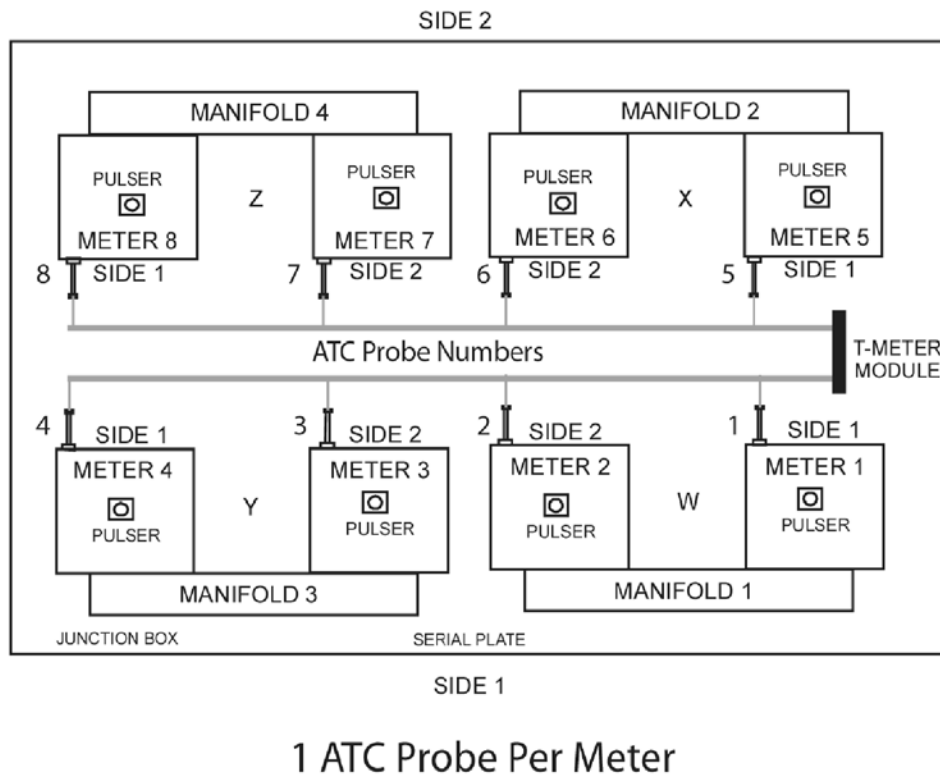 SIDE 2
MANIFOLD 4
MANIFOLD 2
PULSER
METER 8
Z
PULSER
METER 7
PULSER
METER 6
X
PULSER
METER 5
8
SIDE 1
7
SIDE 2
6
SIDE 2
5
SIDE 1
ATC Probe Numbers
T-METER
MODULE
4
SIDE 1
3
SIDE 2
2
SIDE 2
1
SIDE 1
METER 4
PULSER
Y
METER 3
PULSER
METER 2
PULSER
W
METER 1
PULSER
MANIFOLD 3
MANIFOLD 1
JUNCTION BOX
SERIAL PLATE
SIDE 1
1 ATC Probe Per Meter